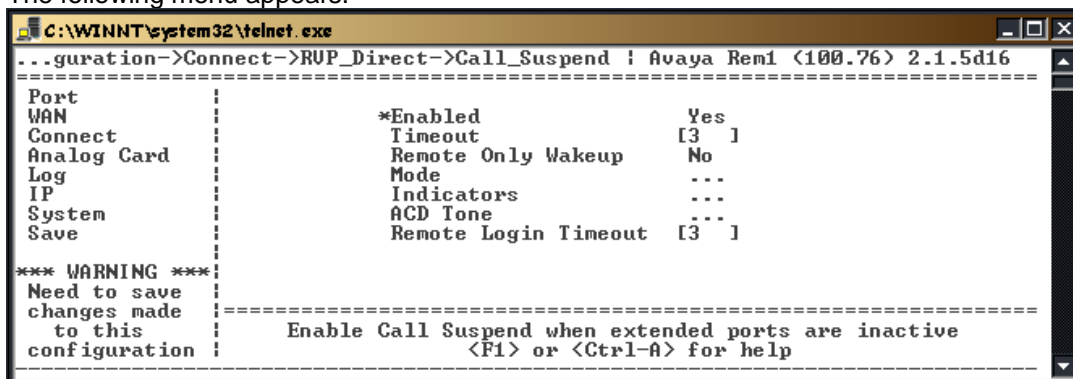 The following menu appears.
C:\WINNT\system32\telnet.exe
...guration->Connect->RVP_Direct->Call_Suspend | Avaya Rem1 (100.76) 2.1.5d16
Port
WAN *Enabled Yes
Connect Timeout [3 ]
Analog Card Remote Only Wakeup No
Log Mode ...
IP Indicators ...
System ACD Tone ...
Save Remote Login Timeout [3 ]
*** WARNING ***
Need to save
changes made
to this Enable Call Suspend when extended ports are inactive
configuration <F1> or <Ctrl-A> for help